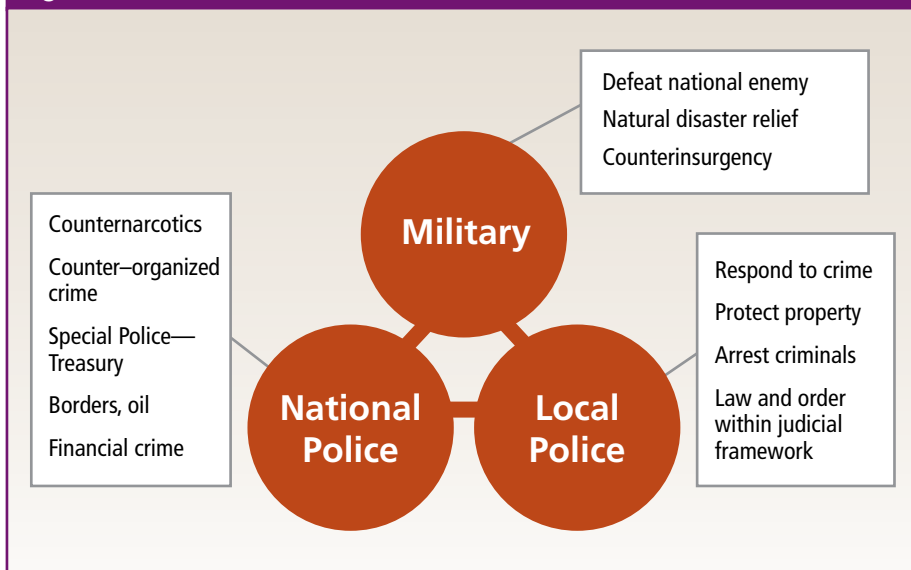 Defeat national enemy
Natural disaster relief
Counterinsurgency
Military
Counternarcotics
Counter–organized
crime
Special Police—
Treasury
Borders, oil
Financial crime
Respond to crime
Protect property
Arrest criminals
Law and order
within judicial
framework
National
Police
Local
Police